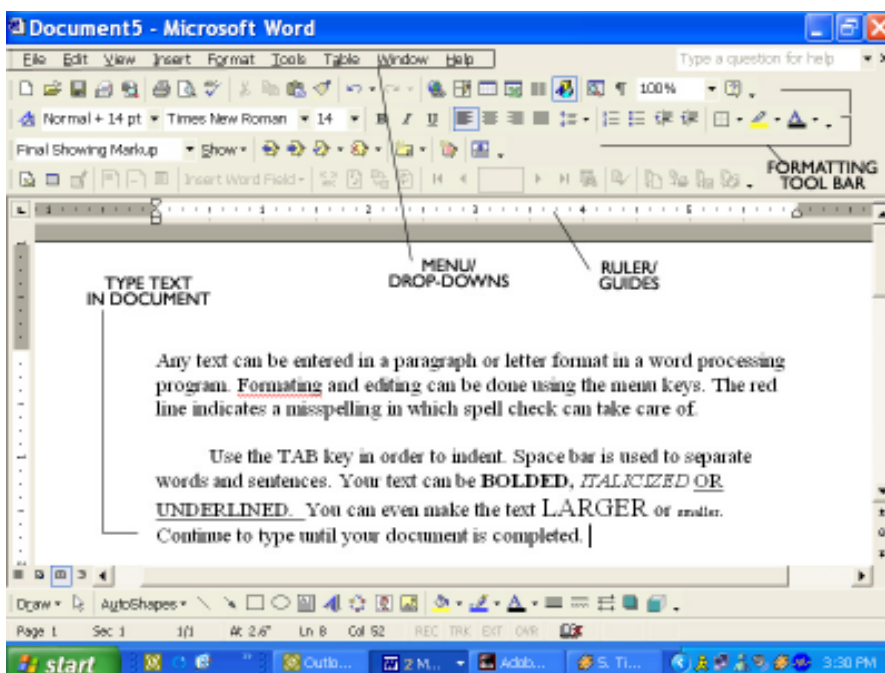 Document5 - Microsoft Word
File Edit View Insert Format Tools Table Window Help Type a question for help
100%
Normal + 14 pt Times New Roman 14 B I U
Final Showing Markup Show
Insert Word Field
FORMATTING
TOOL BAR
1 1 2 3 4 5
MENU/
DROP-DOWNS
RULER/
GUIDES
TYPE TEXT
IN DOCUMENT
Any text can be entered in a paragraph or letter format in a word processing
program. Formating and editing can be done using the menu keys. The red
line indicates a misspelling in which spell check can take care of.
Use the TAB key in order to indent. Space bar is used to separate
words and sentences. Your text can be BOLDED, ITALICIZED OR
UNDERLINED. You can even make the text LARGER or smaller.
Continue to type until your document is completed.
Draw AutoShapes
Page 1 Sec 1 1/1 At 2.6" Ln 8 Col 52 REC TRK EXT OVR
start Outlo... 2 M... Adob... S. Ti... 3:30 PM